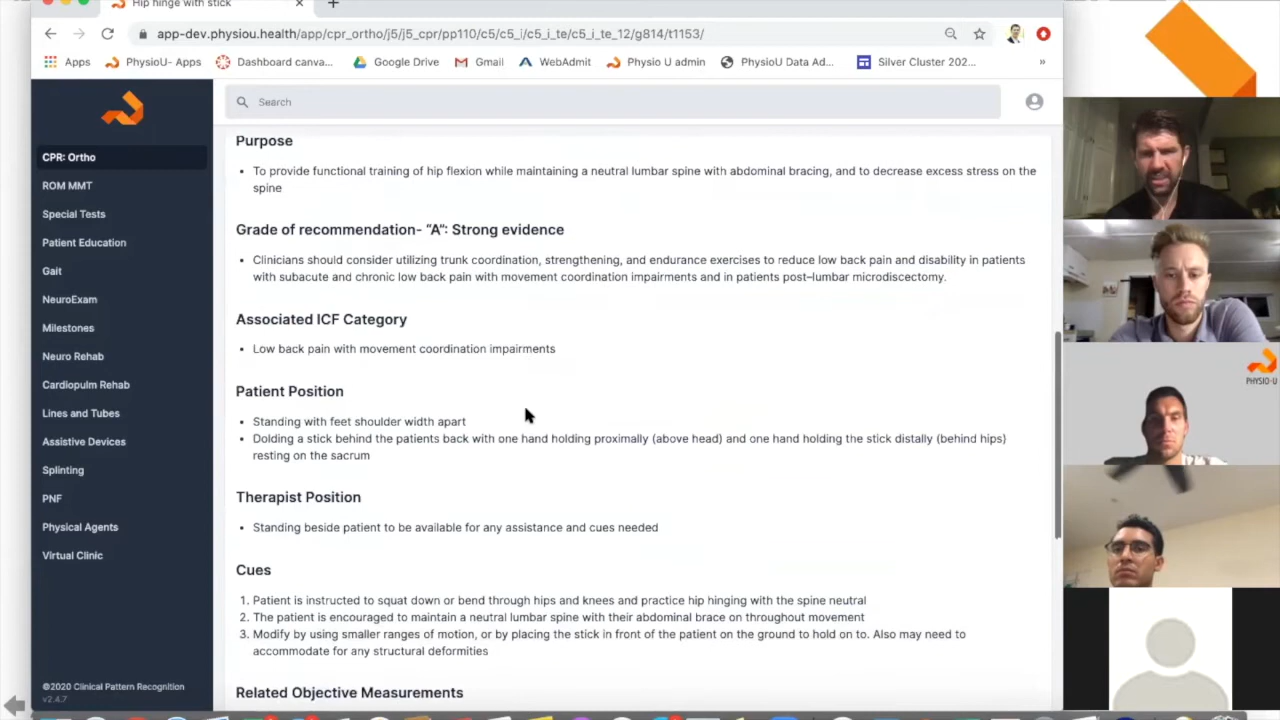 Hip hinge with stick
app-dev.physiou.health/app/cpr_ortho/j5/j5_cpr/pp110/c5/c5_i/c5_i_te/c5_i_te_12/g814/t1153/
Apps PhysioU- Apps Dashboard canva... Google Drive Gmail WebAdmit Physio U admin PhysioU Data Ad... Silver Cluster 202... »
Search
CPR: Ortho
ROM MMT
Special Tests
Patient Education
Gait
NeuroExam
Milestones
Neuro Rehab
Cardiopulm Rehab
Lines and Tubes
Assistive Devices
Splinting
PNF
Physical Agents
Virtual Clinic
©2020 Clinical Pattern Recognition
v2.4.7
Purpose
• To provide functional training of hip flexion while maintaining a neutral lumbar spine with abdominal bracing, and to decrease excess stress on the
spine
Grade of recommendation- “A”: Strong evidence
• Clinicians should consider utilizing trunk coordination, strengthening, and endurance exercises to reduce low back pain and disability in patients
with subacute and chronic low back pain with movement coordination impairments and in patients post–lumbar microdiscectomy.
Associated ICF Category
• Low back pain with movement coordination impairments
Patient Position
• Standing with feet shoulder width apart
• Dolding a stick behind the patients back with one hand holding proximally (above head) and one hand holding the stick distally (behind hips)
resting on the sacrum
Therapist Position
• Standing beside patient to be available for any assistance and cues needed
Cues
1. Patient is instructed to squat down or bend through hips and knees and practice hip hinging with the spine neutral
2. The patient is encouraged to maintain a neutral lumbar spine with their abdominal brace on throughout movement
3. Modify by using smaller ranges of motion, or by placing the stick in front of the patient on the ground to hold on to. Also may need to
accommodate for any structural deformities
Related Objective Measurements
PHYSIO-U